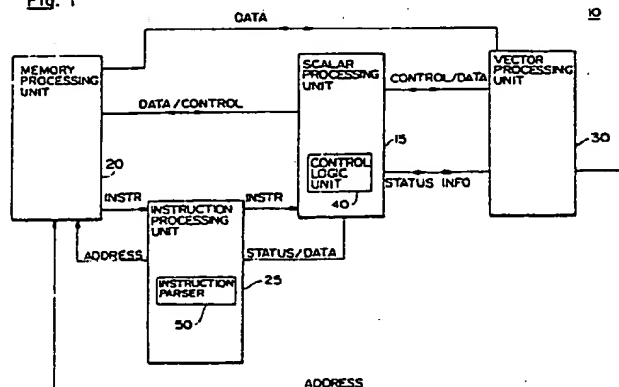 Fig. 1
DATA
10
MEMORY
PROCESSING
UNIT
SCALAR
PROCESSING
UNIT
VECTOR
PROCESSING
UNIT
CONTROL/DATA
DATA/CONTROL
15
30
CONTROL
LOGIC
UNIT
40
STATUS INFO
20
INSTR
INSTRUCTION
PROCESSING
UNIT
INSTR
ADDRESS
STATUS/DATA
25
INSTRUCTION
PARSER
50
ADDRESS